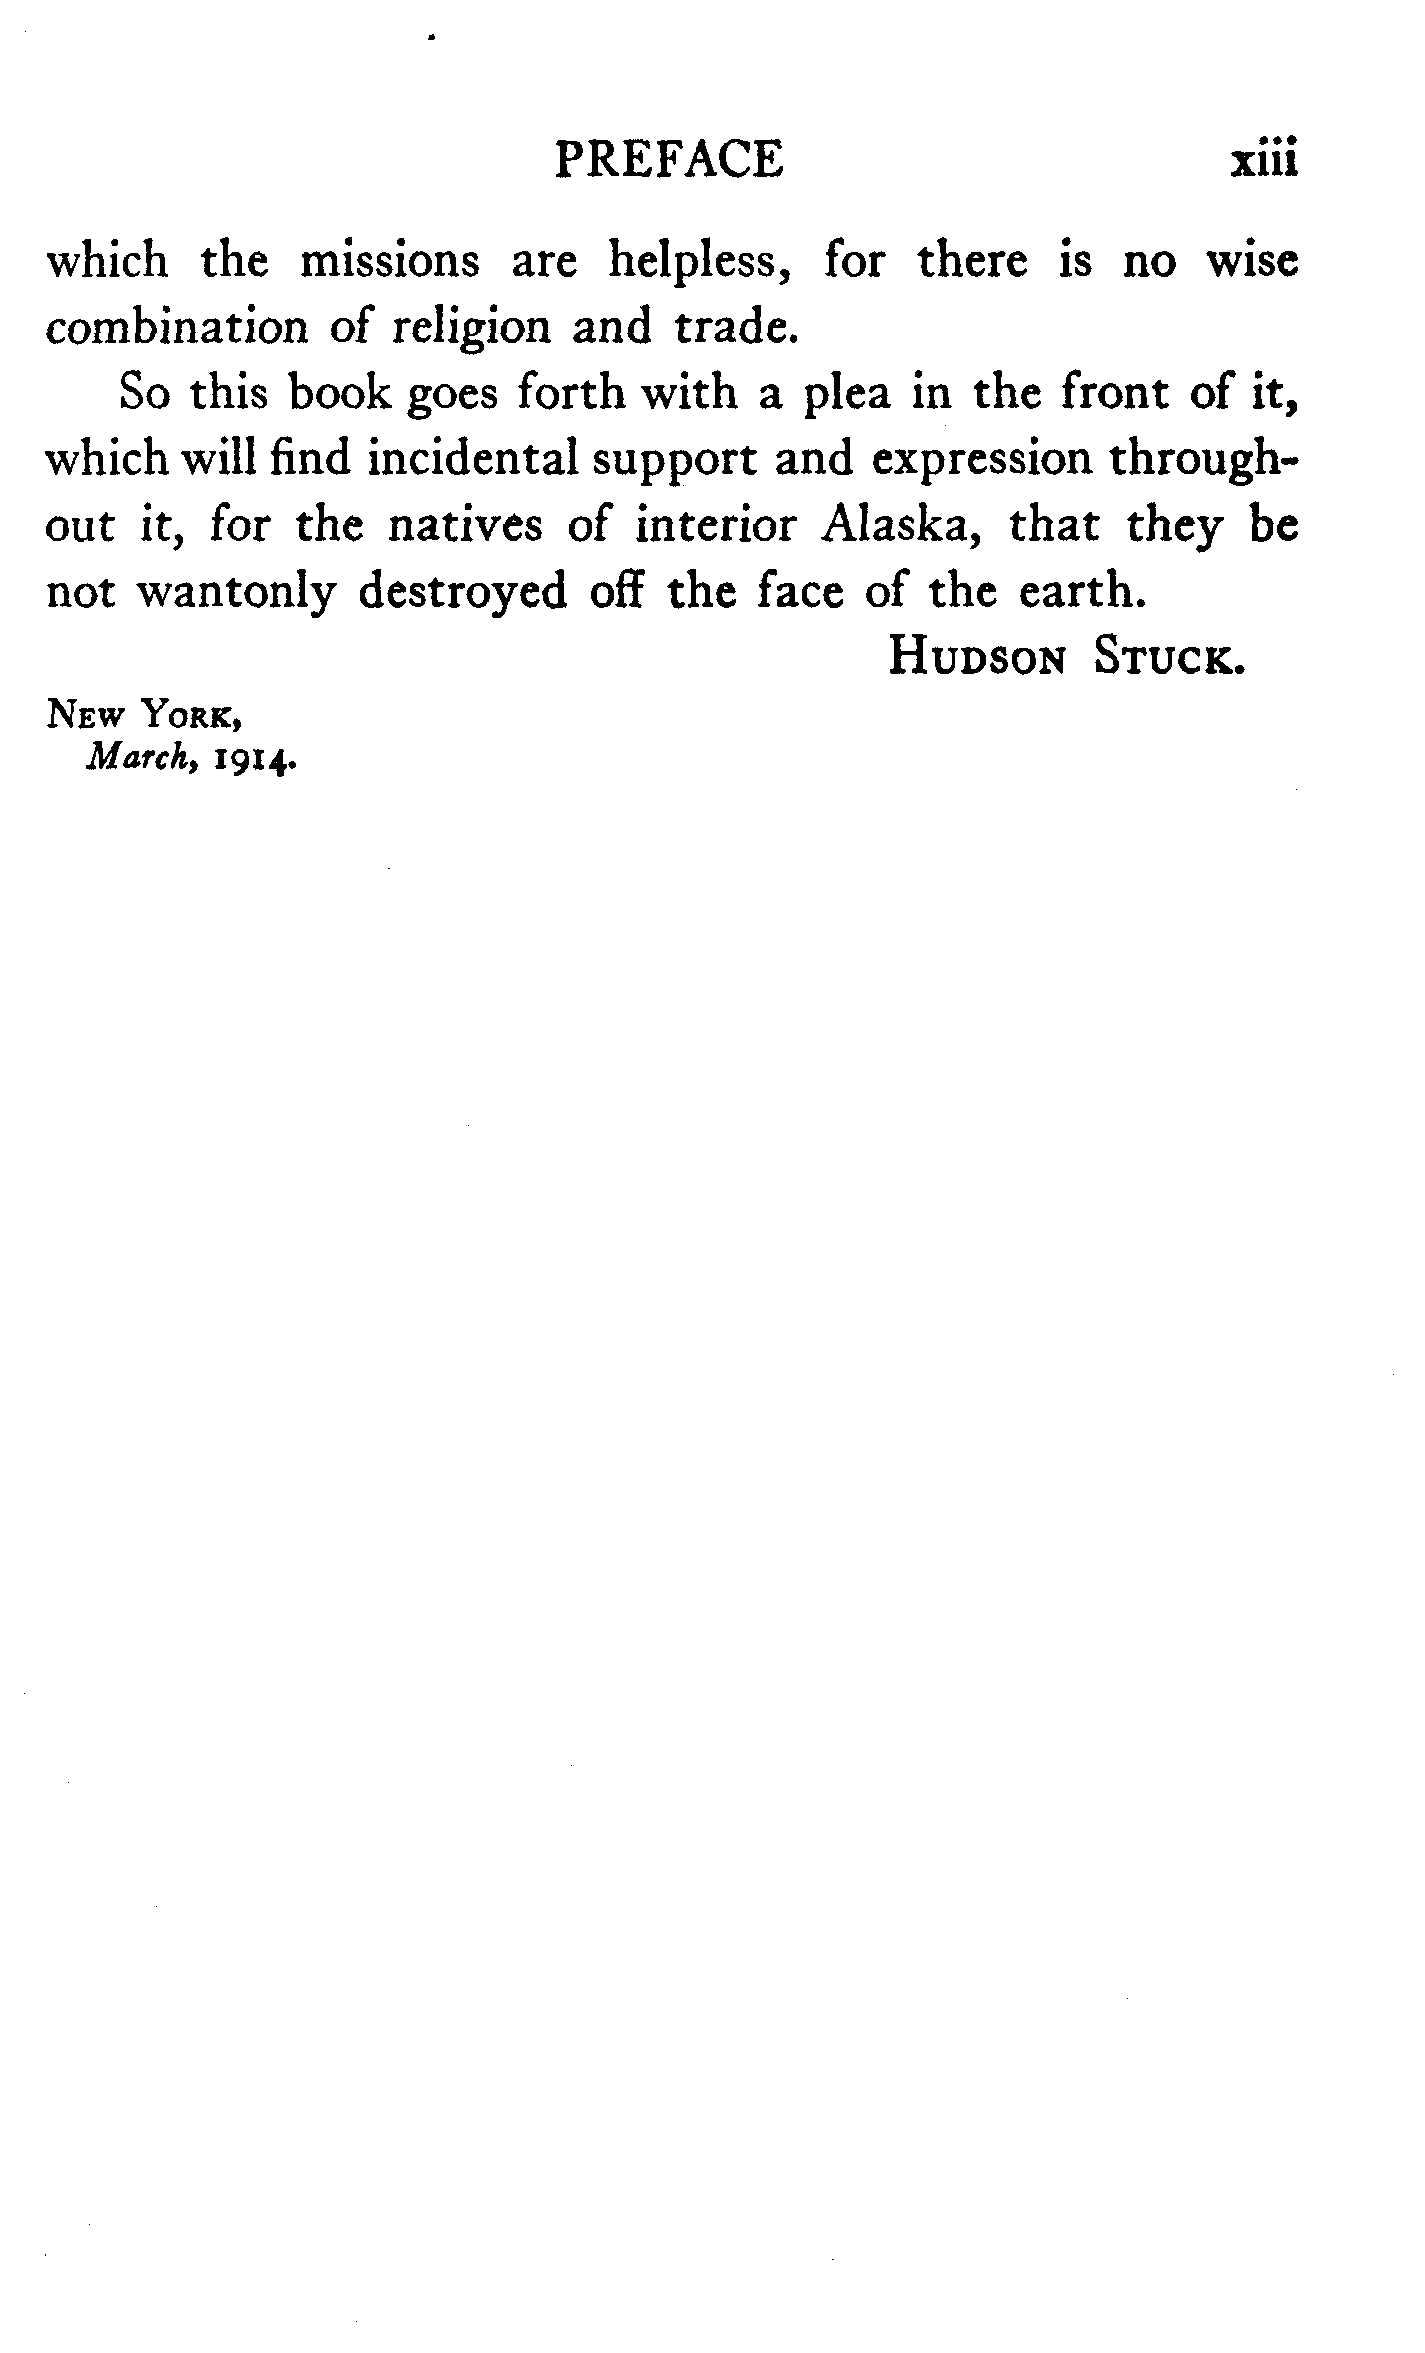 PREFACE xiii
which the missions are helpless, for there is no wise
combination of religion and trade.
So this book goes forth with a plea in the front of it,
which will find incidental support and expression through-
out it, for the natives of interior Alaska, that they be
not wantonly destroyed off the face of the earth.
HUDSON STUCK.
NEW YORK,
March, 1914.